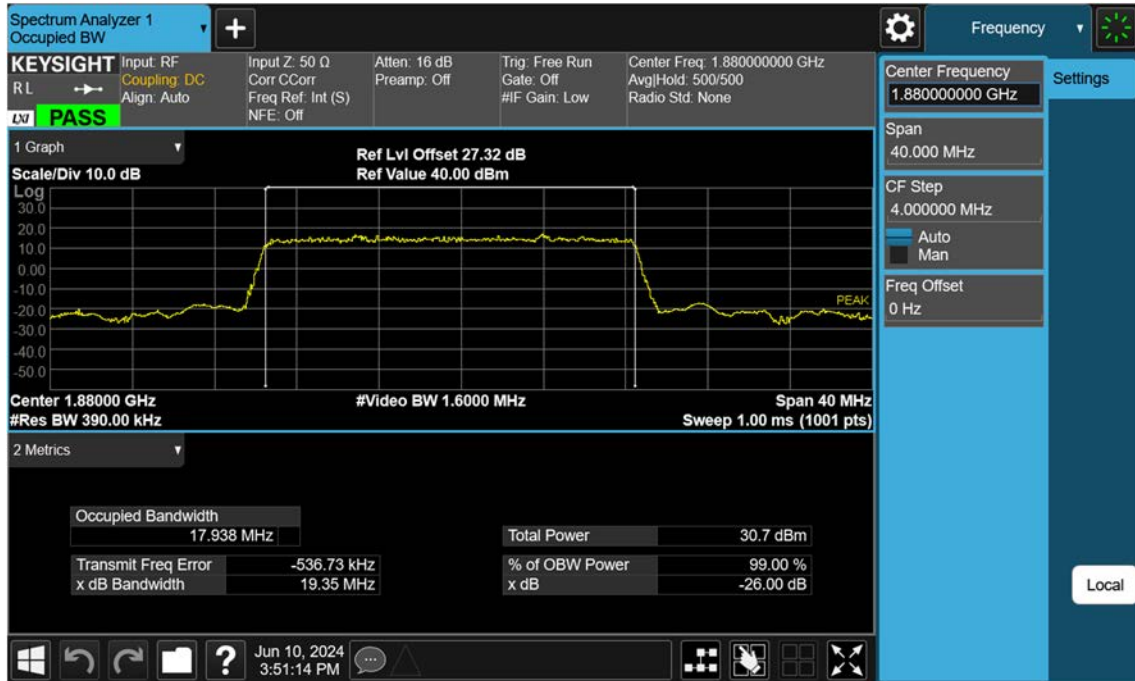 Spectrum Analyzer 1
Occupied BW
+
Frequency
KEYSIGHT
R L
LXI PASS
Input: RF
Coupling: DC
Align: Auto
Input Z: 50 Ω
Corr CCorr
Freq Ref: Int (S)
NFE: Off
Atten: 16 dB
Preamp: Off
Trig: Free Run
Gate: Off
#IF Gain: Low
Center Freq: 1.880000000 GHz
Avg|Hold: 500/500
Radio Std: None
Center Frequency
1.880000000 GHz
Settings
Span
40.000 MHz
CF Step
4.000000 MHz
Auto
Man
Freq Offset
0 Hz
Local
1 Graph
Scale/Div 10.0 dB
Ref Lvl Offset 27.32 dB
Ref Value 40.00 dBm
Log
30.0
20.0
10.0
0.00
-10.0
-20.0
-30.0
-40.0
-50.0
PEAK
Center 1.88000 GHz
#Video BW 1.6000 MHz
Span 40 MHz
#Res BW 390.00 kHz
Sweep 1.00 ms (1001 pts)
2 Metrics
Occupied Bandwidth
17.938 MHz
Total Power 30.7 dBm
Transmit Freq Error -536.73 kHz
% of OBW Power 99.00 %
x dB Bandwidth 19.35 MHz
x dB -26.00 dB
?
Jun 10, 2024
3:51:14 PM